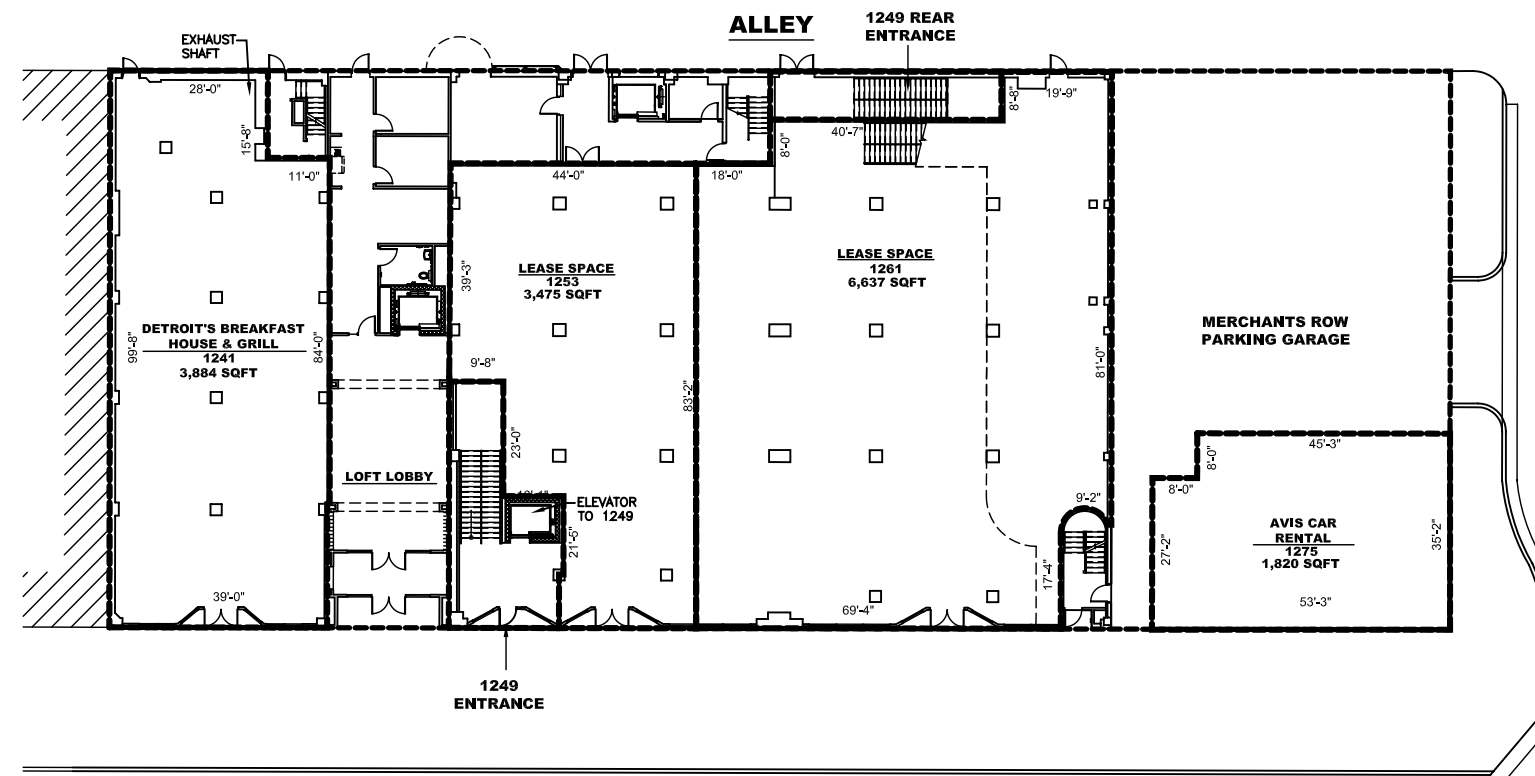 ALLEY
1249 REAR
ENTRANCE
EXHAUST
SHAFT
28'-0"
15'-8"
11'-0"
44'-0"
18'-0"
8'-0"
40'-7"
8'-8"
19'-9"
39'-3"
LEASE SPACE
1253
3,475 SQFT
LEASE SPACE
1261
6,637 SQFT
DETROIT'S BREAKFAST
HOUSE & GRILL
1241
3,884 SQFT
99'-8"
84'-0"
9'-8"
83'-2"
81'-0"
MERCHANTS ROW
PARKING GARAGE
23'-0"
LOFT LOBBY
ELEVATOR
TO 1249
21'-5"
9'-2"
17'-4"
45'-3"
8'-0"
8'-0"
AVIS CAR
RENTAL
1275
1,820 SQFT
27'-2"
35'-2"
53'-3"
39'-0"
69'-4"
1249
ENTRANCE